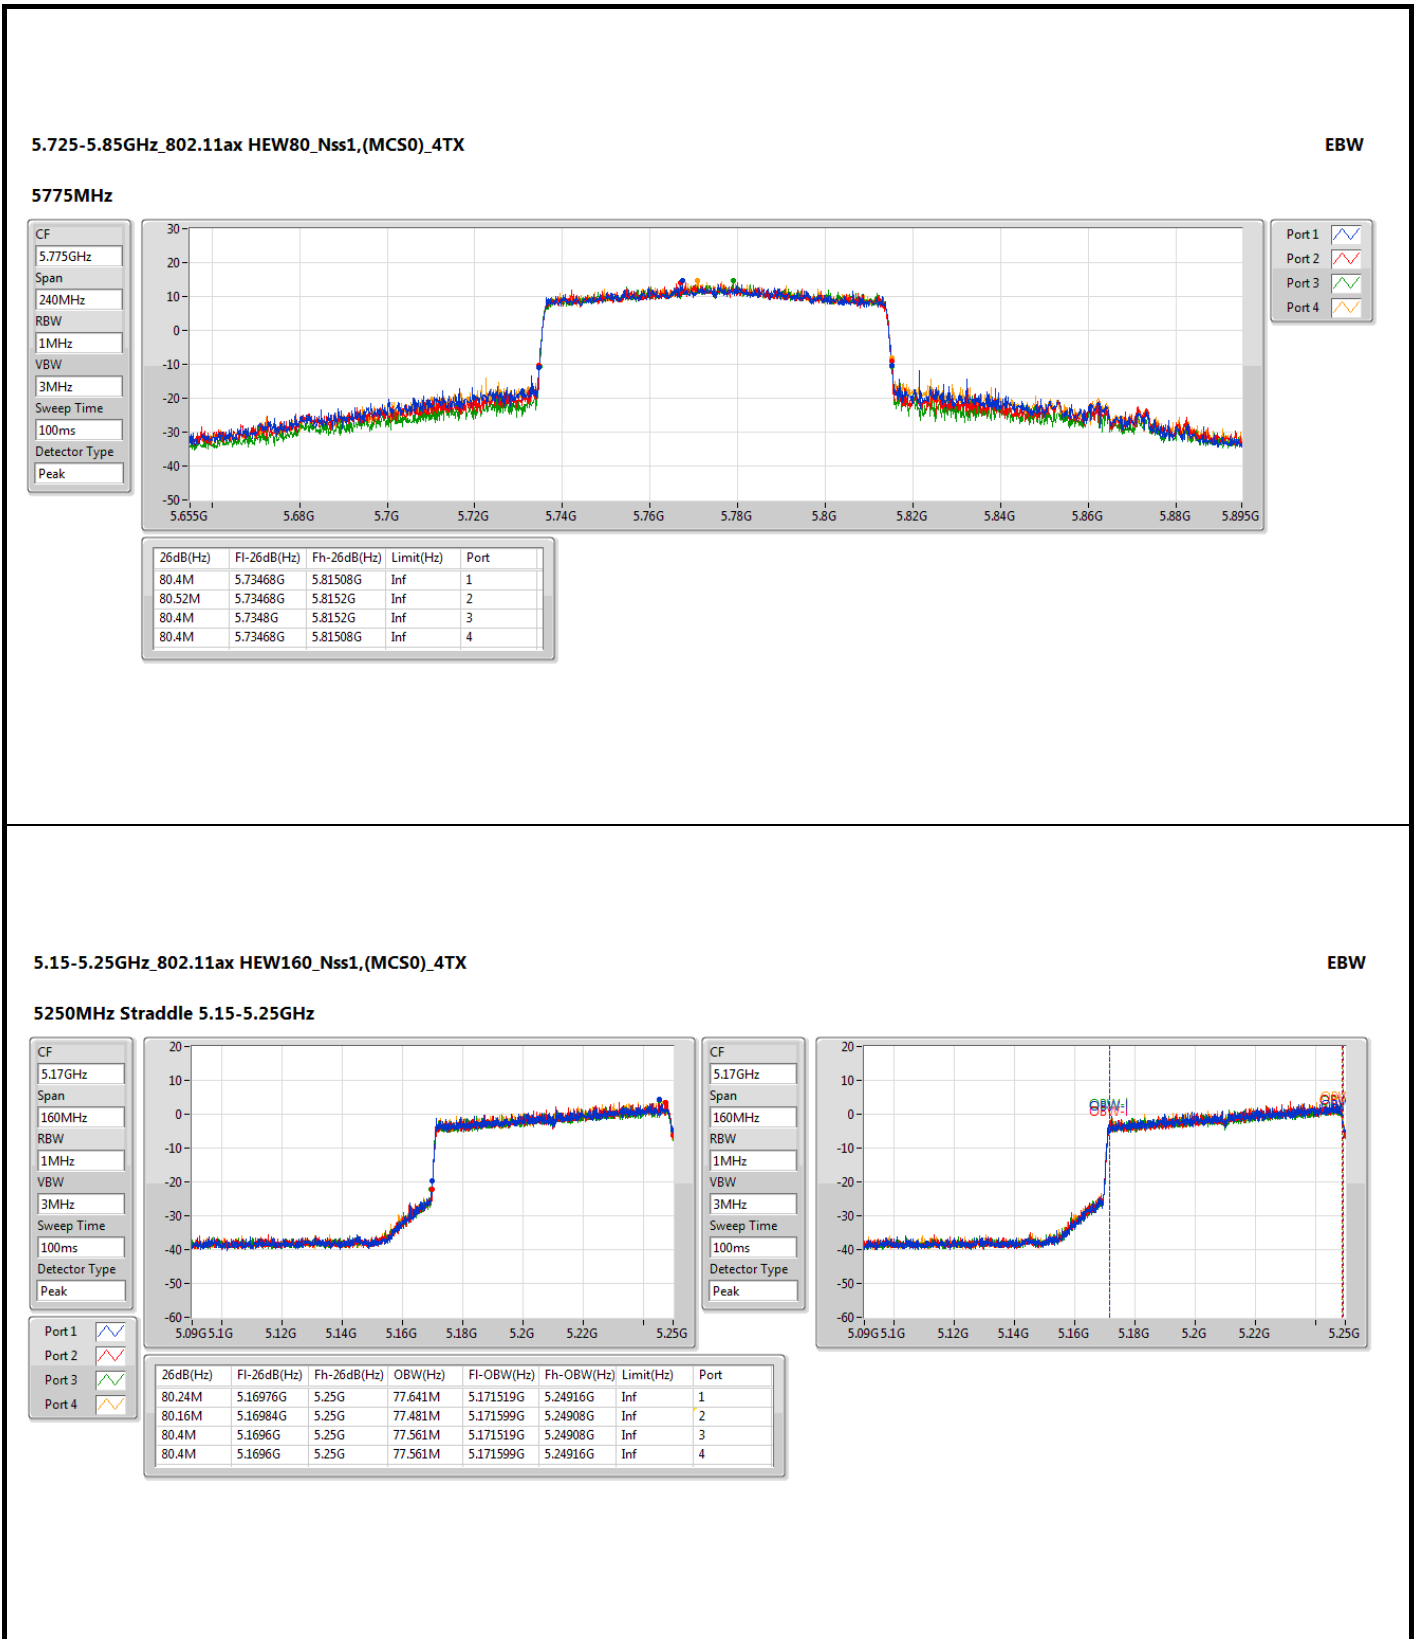 5.725-5.85GHz_802.11ax HEW80_Nss1,(MCS0)_4TX EBW
5775MHz
CF
5.775GHz
Span
240MHz
RBW
1MHz
VBW
3MHz
Sweep Time
100ms
Detector Type
Peak
30
20
10
0
-10
-20
-30
-40
-50
5.655G 5.68G 5.7G 5.72G 5.74G 5.76G 5.78G 5.8G 5.82G 5.84G 5.86G 5.88G 5.895G
Port 1
Port 2
Port 3
Port 4
26dB(Hz) Fl-26dB(Hz) Fh-26dB(Hz) Limit(Hz) Port
80.4M 5.73468G 5.81508G Inf 1
80.52M 5.73468G 5.8152G Inf 2
80.4M 5.7348G 5.8152G Inf 3
80.4M 5.73468G 5.81508G Inf 4
5.15-5.25GHz_802.11ax HEW160_Nss1,(MCS0)_4TX EBW
5250MHz Straddle 5.15-5.25GHz
CF
5.17GHz
Span
160MHz
RBW
1MHz
VBW
3MHz
Sweep Time
100ms
Detector Type
Peak
Port 1
Port 2
Port 3
Port 4
20
10
0
-10
-20
-30
-40
-50
-60
5.09G 5.1G 5.12G 5.14G 5.16G 5.18G 5.2G 5.22G 5.25G
CF
5.17GHz
Span
160MHz
RBW
1MHz
VBW
3MHz
Sweep Time
100ms
Detector Type
Peak
20
10
0
-10
-20
-30
-40
-50
-60
OBW-l
5.09G 5.1G 5.12G 5.14G 5.16G 5.18G 5.2G 5.22G 5.25G
26dB(Hz) Fl-26dB(Hz) Fh-26dB(Hz) OBW(Hz) Fl-OBW(Hz) Fh-OBW(Hz) Limit(Hz) Port
80.24M 5.16976G 5.25G 77.641M 5.171519G 5.24916G Inf 1
80.16M 5.16984G 5.25G 77.481M 5.171599G 5.24908G Inf 2
80.4M 5.1696G 5.25G 77.561M 5.171519G 5.24908G Inf 3
80.4M 5.1696G 5.25G 77.561M 5.171599G 5.24916G Inf 4